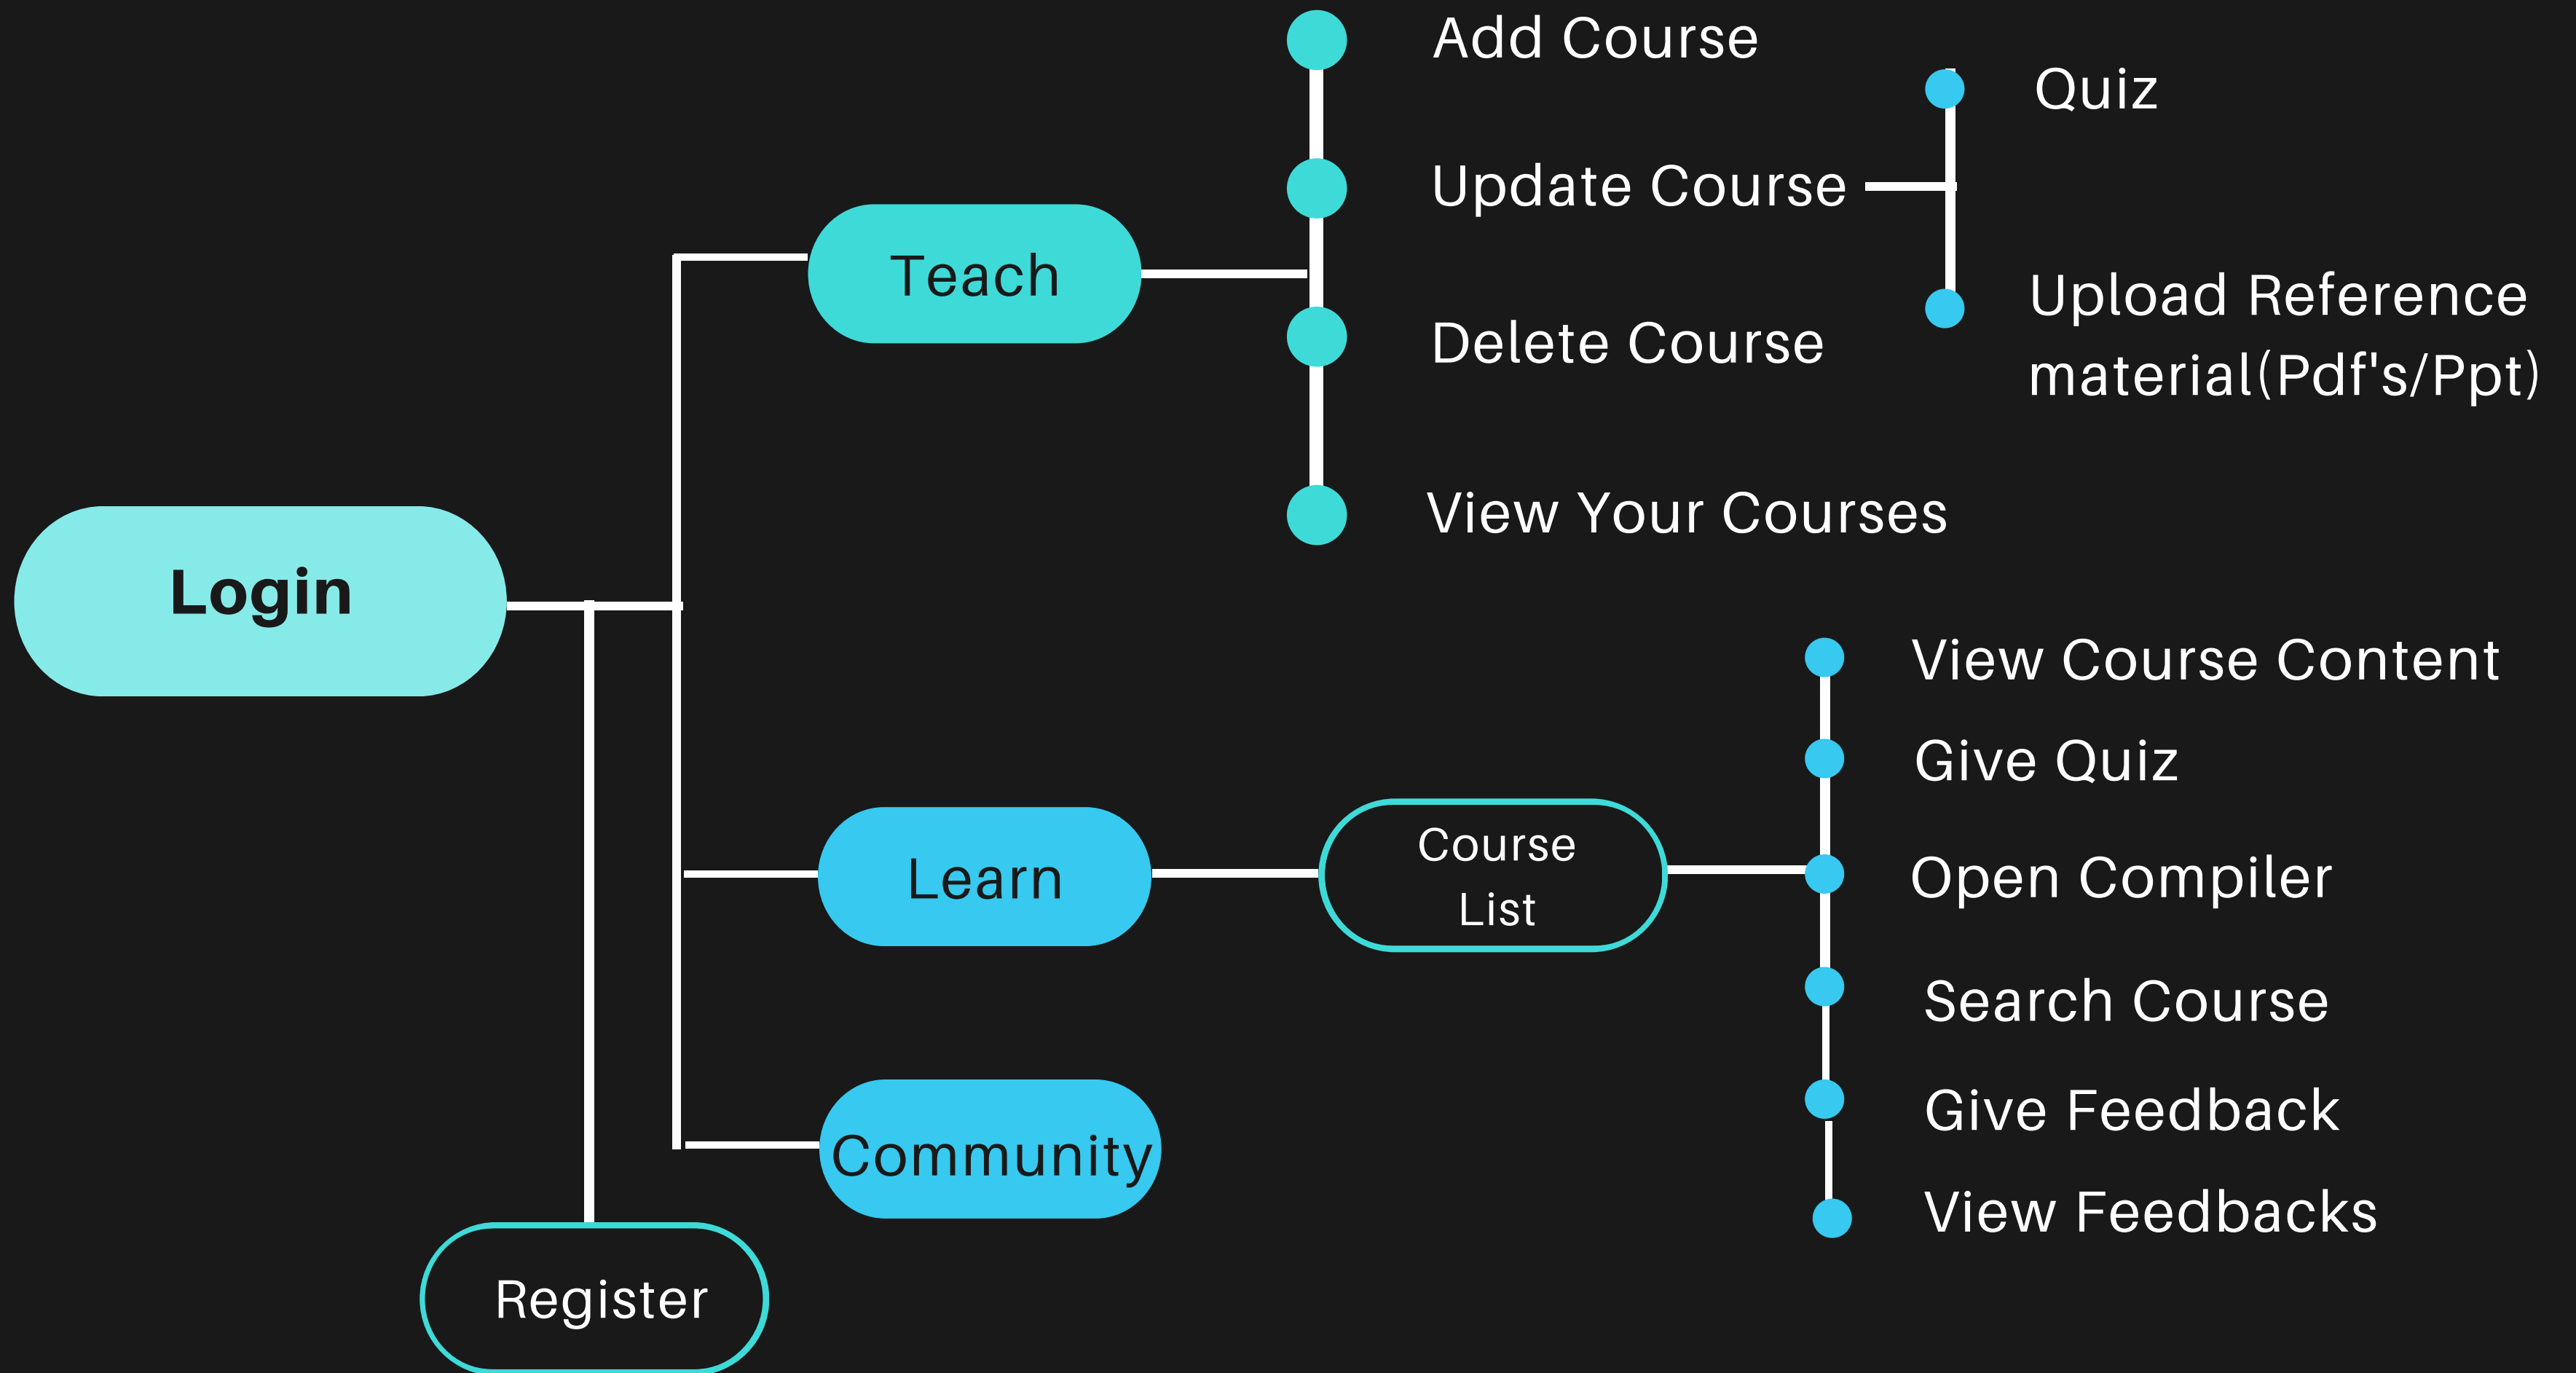 Add Course
Quiz
Update Course
Teach
Upload Reference
material(Pdf's/Ppt)
Delete Course
View Your Courses
Login
View Course Content
Give Quiz
Learn
Course
List
Open Compiler
Search Course
Give Feedback
Community
View Feedbacks
Register